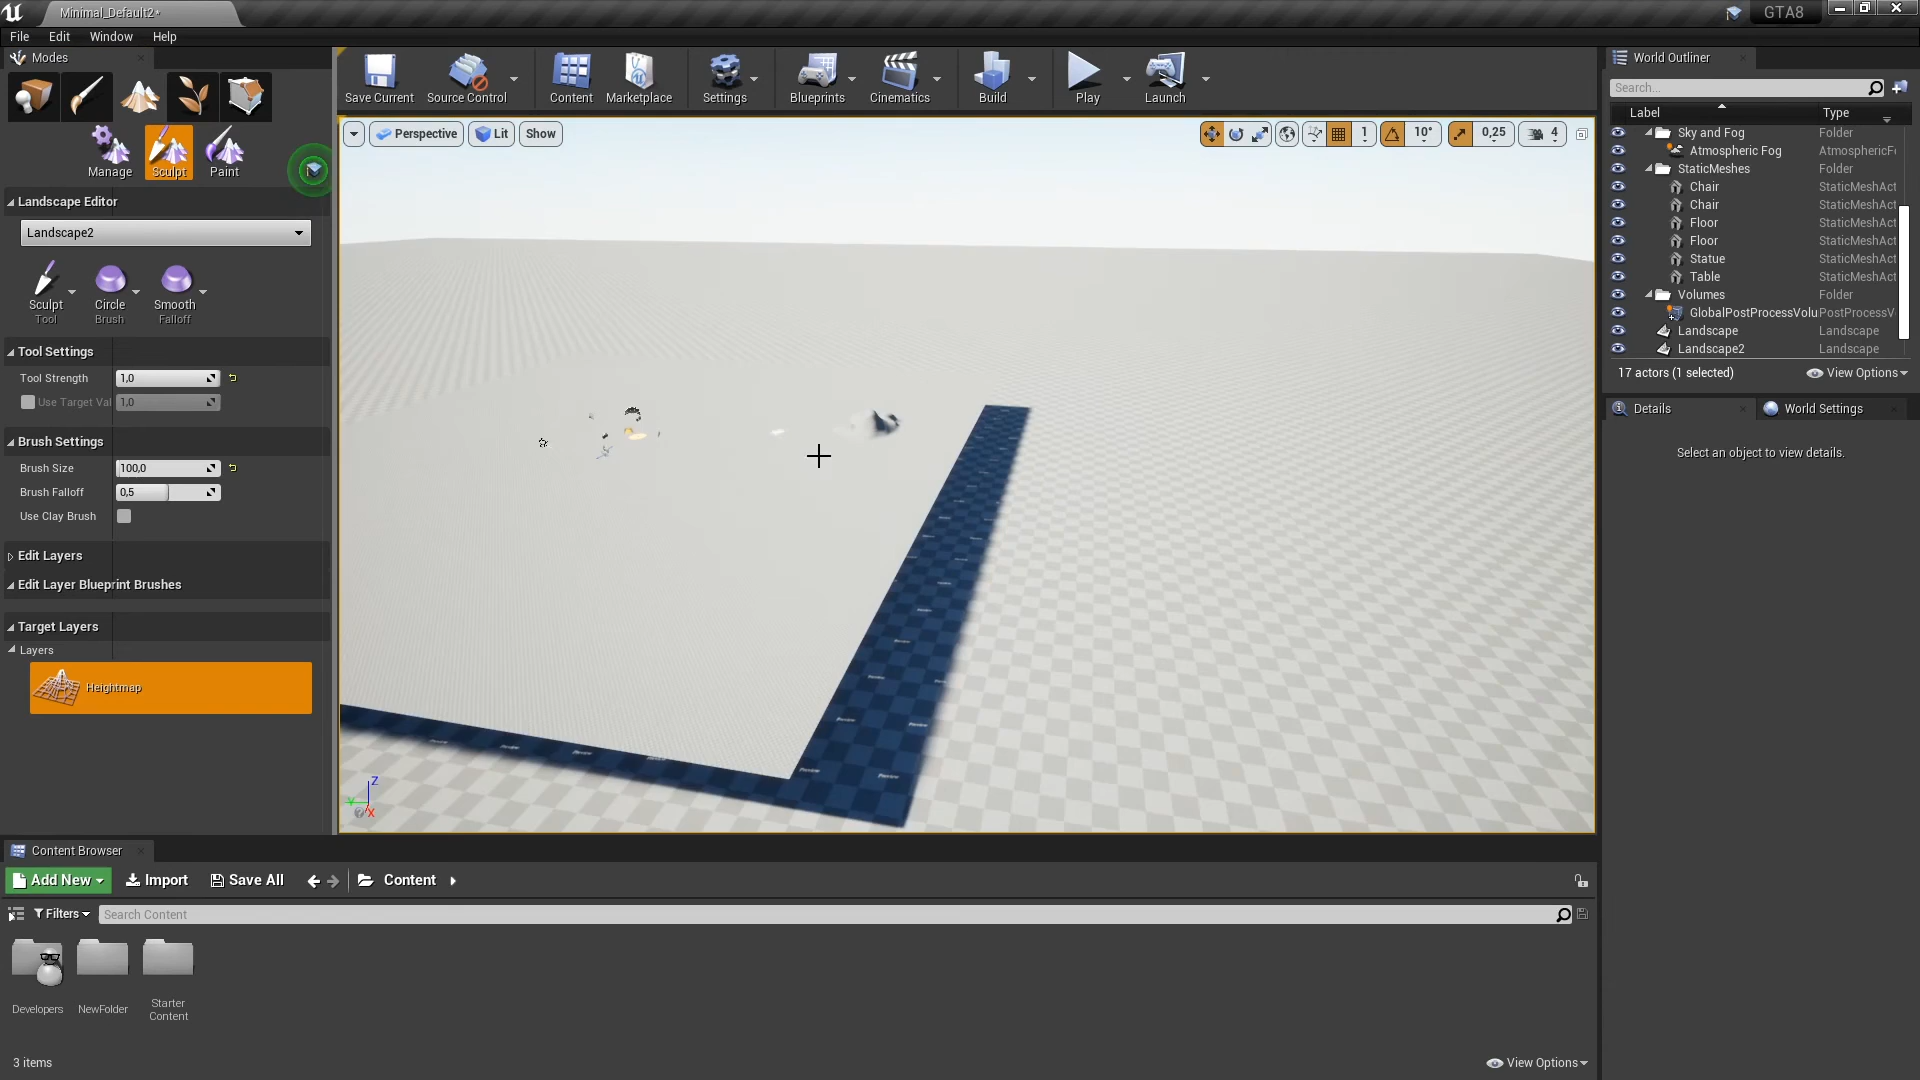 Minimal_Default2*
GTA8
File Edit Window Help
Modes
Save Current
Source Control
Content
Marketplace
Settings
Blueprints
Cinematics
Build
Play
Launch
Manage
Sculpt
Paint
Landscape Editor
Landscape2
Sculpt
Tool
Circle
Brush
Smooth
Falloff
Tool Settings
Tool Strength 1,0
Use Target Val 1,0
Brush Settings
Brush Size 100,0
Brush Falloff 0,5
Use Clay Brush
Edit Layers
Edit Layer Blueprint Brushes
Target Layers
Layers
Heightmap
Perspective Lit Show
1 10° 0,25 4
Z
Y
X
World Outliner
Search...
Label Type
Sky and Fog Folder
Atmospheric Fog AtmosphericF
StaticMeshes Folder
Chair StaticMeshAct
Chair StaticMeshAct
Floor StaticMeshAct
Floor StaticMeshAct
Statue StaticMeshAct
Table StaticMeshAct
Volumes Folder
GlobalPostProcessVolu PostProcessV
Landscape Landscape
Landscape2 Landscape
17 actors (1 selected) View Options
Details World Settings
Select an object to view details.
Content Browser
Add New Import Save All Content
Filters Search Content
Developers
NewFolder
Starter
Content
3 items
View Options